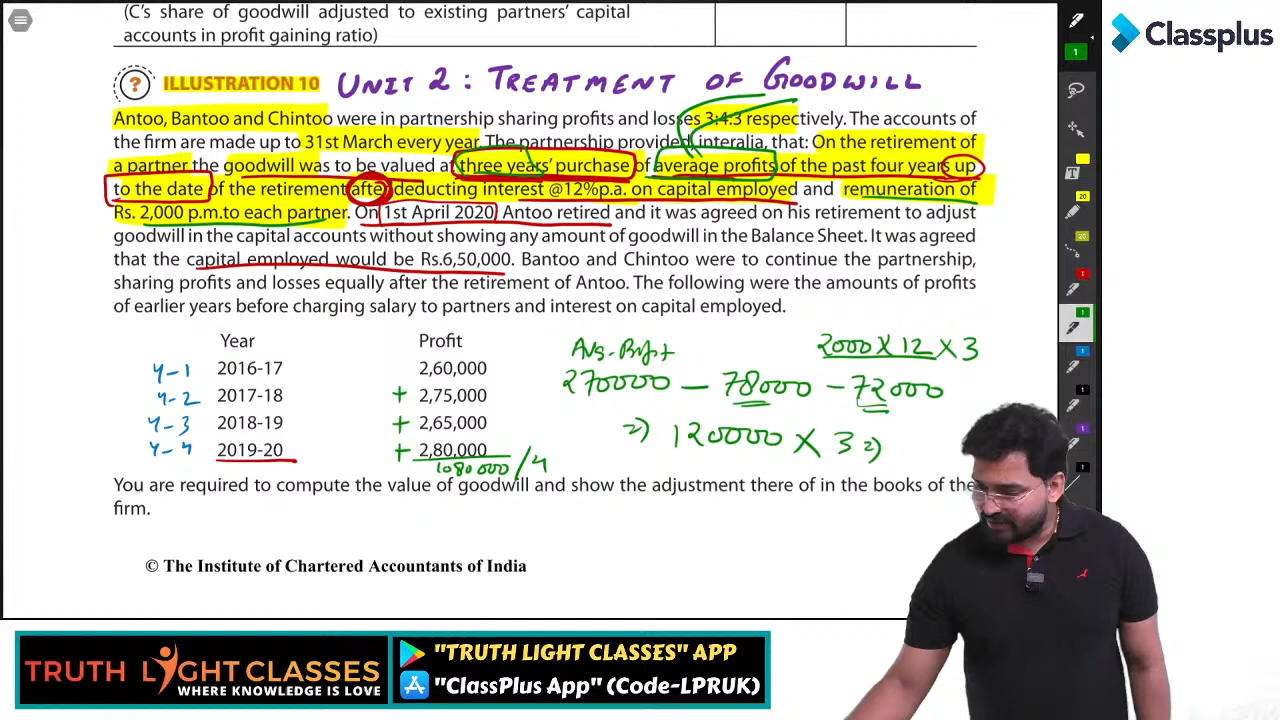 (C's share of goodwill adjusted to existing partners' capital
accounts in profit gaining ratio)
Classplus
? ILLUSTRATION 10 UNIT 2 : TREATMENT OF GOODWILL
Antoo, Bantoo and Chintoo were in partnership sharing profits and losses 3:4:3 respectively. The accounts of
the firm are made up to 31st March every year. The partnership provided, interalia, that: On the retirement of
a partner the goodwill was to be valued at three years' purchase of average profits of the past four years up
to the date of the retirement after deducting interest @12%p.a. on capital employed and remuneration of
Rs. 2,000 p.m.to each partner. On 1st April 2020 Antoo retired and it was agreed on his retirement to adjust
goodwill in the capital accounts without showing any amount of goodwill in the Balance Sheet. It was agreed
that the capital employed would be Rs.6,50,000. Bantoo and Chintoo were to continue the partnership,
sharing profits and losses equally after the retirement of Antoo. The following were the amounts of profits
of earlier years before charging salary to partners and interest on capital employed.
Year Profit
Y-1 2016-17 2,60,000
Y-2 2017-18 + 2,75,000
Y-3 2018-19 + 2,65,000
Y-4 2019-20 + 2,80,000
1080000 / 4
Avg. Profit 2000 X 12 X 3
270000 — 78000 — 72000
=) 120000 X 3 =)
You are required to compute the value of goodwill and show the adjustment there of in the books of the
firm.
© The Institute of Chartered Accountants of India
TRUTH LIGHT CLASSES
WHERE KNOWLEDGE IS LOVE
"TRUTH LIGHT CLASSES" APP
"ClassPlus App" (Code-LPRUK)